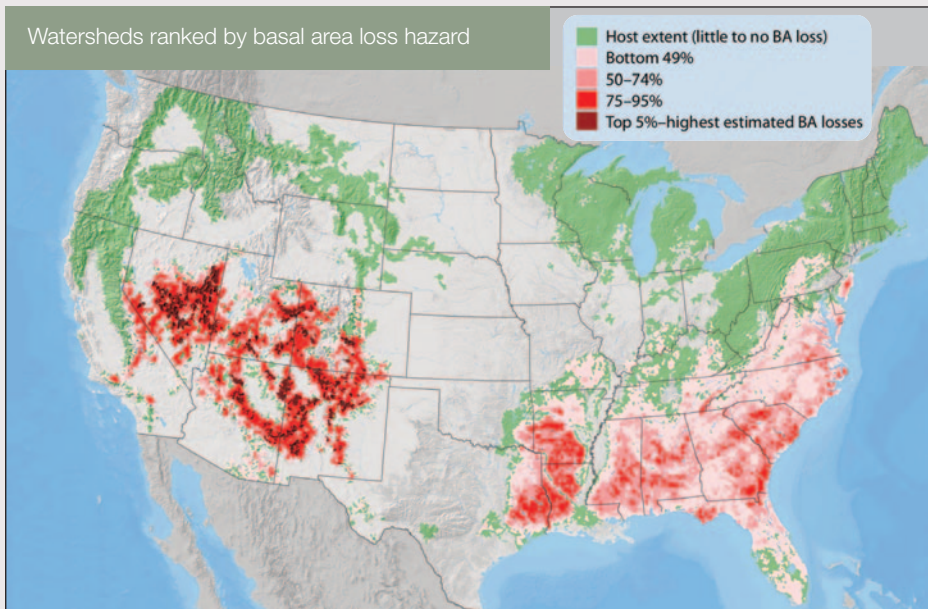 Watersheds ranked by basal area loss hazard
Host extent (little to no BA loss)
Bottom 49%
50–74%
75–95%
Top 5%–highest estimated BA losses